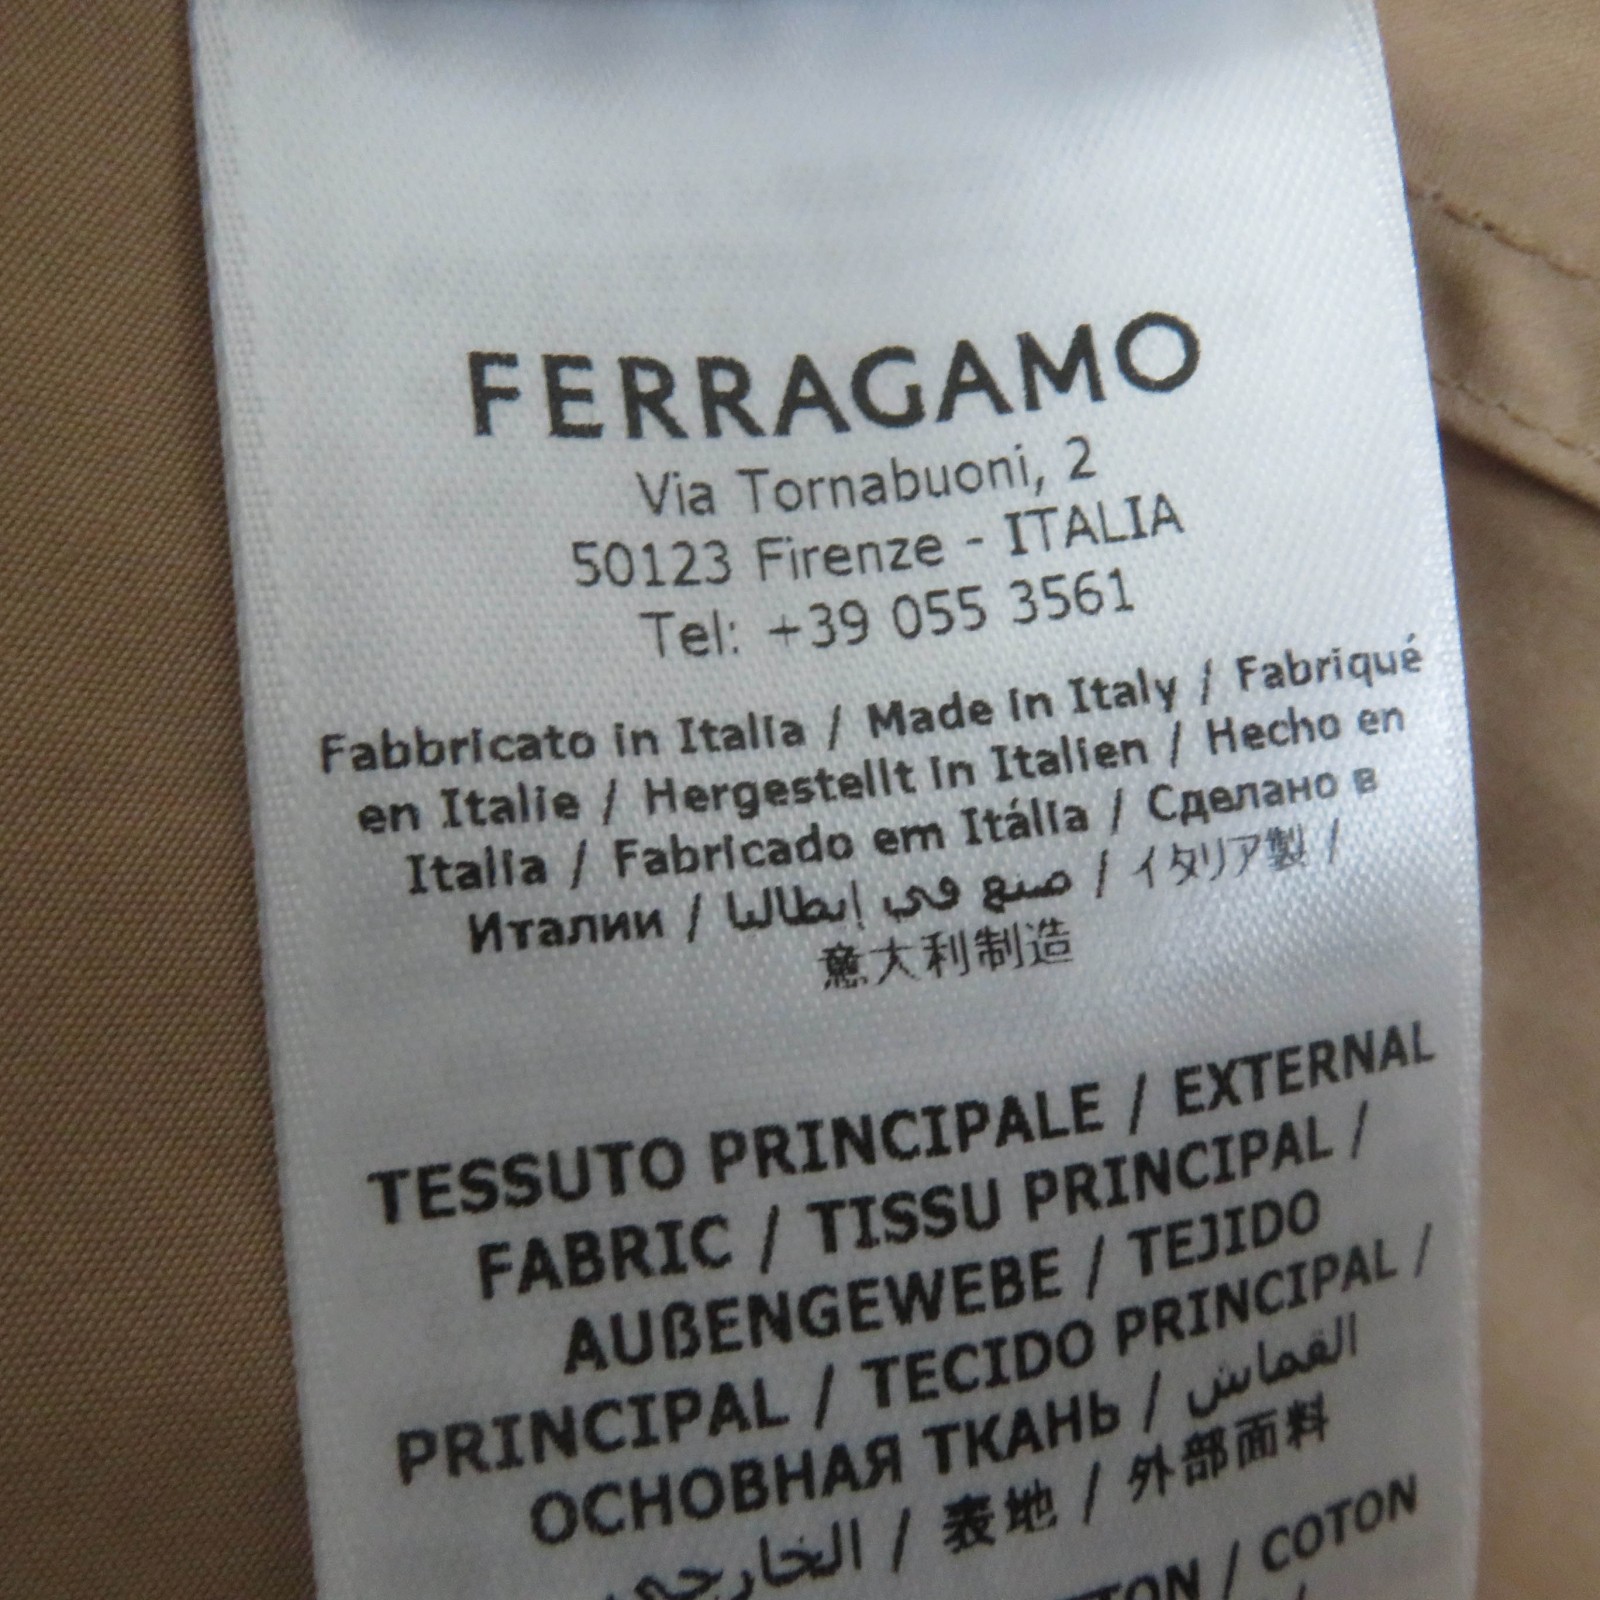 FERRAGAMO
Via Tornabuoni, 2
50123 Firenze - ITALIA
Tel: +39 055 3561
Fabbricato in Italia / Made in Italy / Fabriqué
en Italie / Hergestellt in Italien / Hecho en
Italia / Fabricado em Itália / Сделано в
Италии / صنع في إيطاليا / イタリア製 /
意大利制造
TESSUTO PRINCIPALE / EXTERNAL
FABRIC / TISSU PRINCIPAL /
AUßENGEWEBE / TEJIDO
PRINCIPAL / TECIDO PRINCIPAL /
ОСНОВНАЯ ТКАНЬ / القماش
الخارجي / 表地 / 外部面料
/ COTON